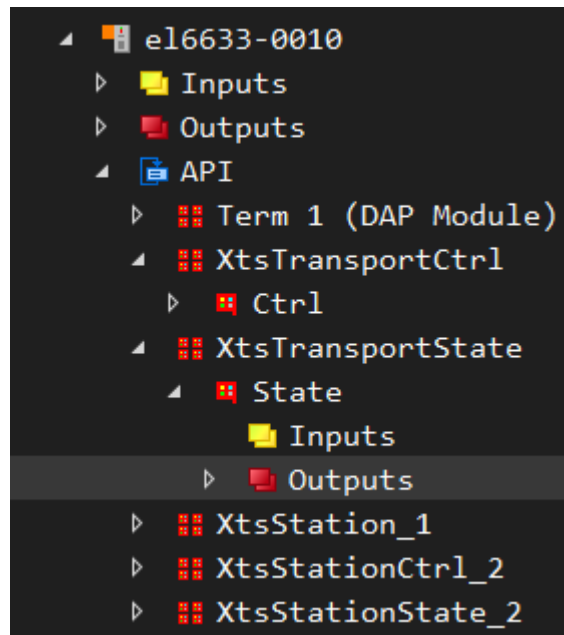 el6633-0010
Inputs
Outputs
API
Term 1 (DAP Module)
XtsTransportCtrl
Ctrl
XtsTransportState
State
Inputs
Outputs
XtsStation_1
XtsStationCtrl_2
XtsStationState_2